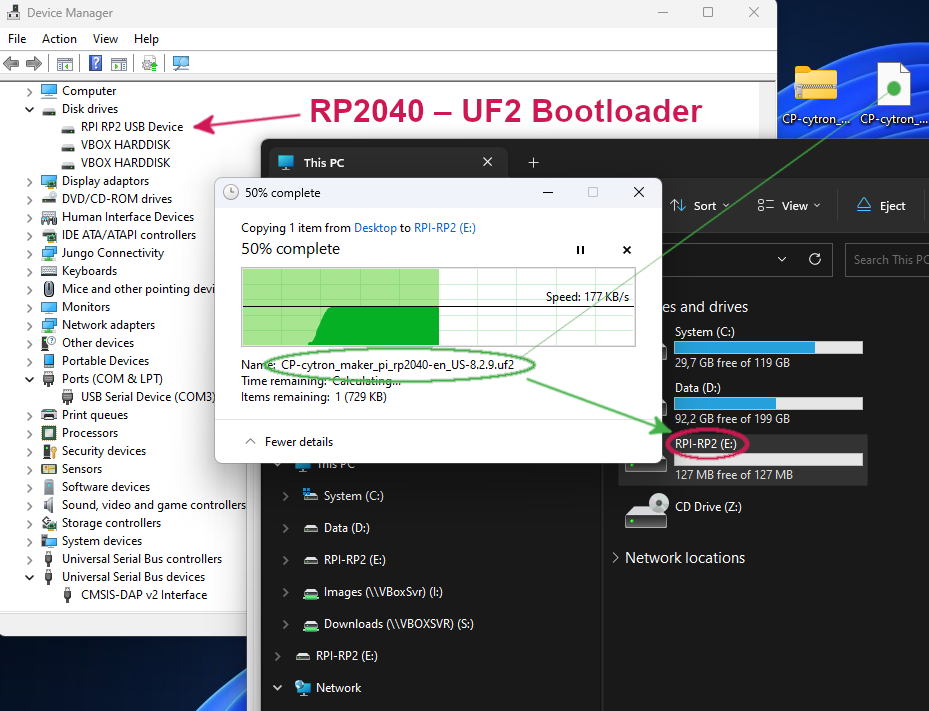 Device Manager
File Action View Help
Computer
Disk drives
RPI RP2 USB Device
VBOX HARDDISK
VBOX HARDDISK
Display adaptors
DVD/CD-ROM drives
Human Interface Devices
IDE ATA/ATAPI controllers
Jungo Connectivity
Keyboards
Mice and other pointing devi
Monitors
Network adapters
Other devices
Portable Devices
Ports (COM & LPT)
USB Serial Device (COM3)
Print queues
Processors
Security devices
Sensors
Software devices
Sound, video and game controllers
Storage controllers
System devices
Universal Serial Bus controllers
Universal Serial Bus devices
CMSIS-DAP v2 Interface
RP2040 – UF2 Bootloader
CP-cytron_... CP-cytron_...
This PC
Sort View Eject
Search This PC
50% complete
Copying 1 item from Desktop to RPI-RP2 (E:)
50% complete
Speed: 177 KB/s
Name: CP-cytron_maker_pi_rp2040-en_US-8.2.9.uf2
Time remaining: Calculating...
Items remaining: 1 (729 KB)
Fewer details
es and drives
System (C:)
29,7 GB free of 119 GB
Data (D:)
92,2 GB free of 199 GB
RPI-RP2 (E:)
127 MB free of 127 MB
CD Drive (Z:)
Network locations
This PC
System (C:)
Data (D:)
RPI-RP2 (E:)
Images (\\VBoxSvr) (I:)
Downloads (\\VBOXSVR) (S:)
RPI-RP2 (E:)
Network